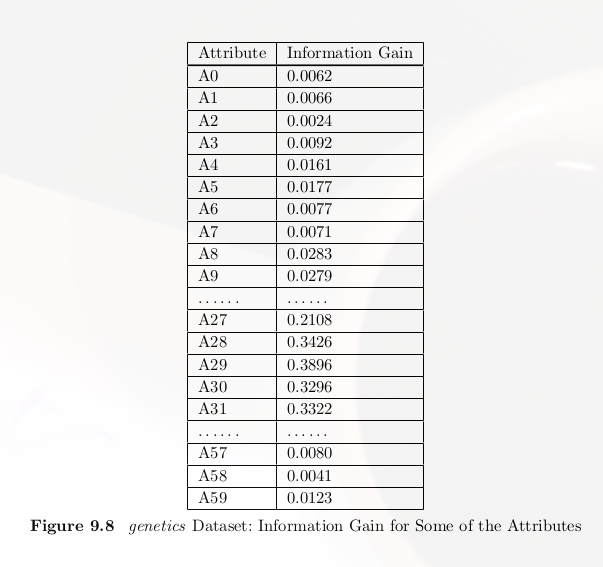 Attribute Information Gain
A0 0.0062
A1 0.0066
A2 0.0024
A3 0.0092
A4 0.0161
A5 0.0177
A6 0.0077
A7 0.0071
A8 0.0283
A9 0.0279
...... ......
A27 0.2108
A28 0.3426
A29 0.3896
A30 0.3296
A31 0.3322
...... ......
A57 0.0080
A58 0.0041
A59 0.0123
Figure 9.8 genetics Dataset: Information Gain for Some of the Attributes